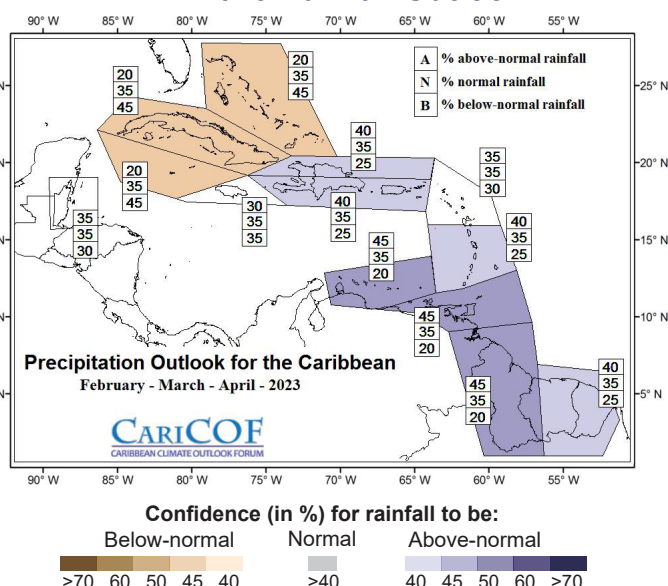 90° W 85° W 80° W 75° W 70° W 65° W 60° W 55° W
A % above-normal rainfall
N % normal rainfall
B % below-normal rainfall
25° N
20° N
15° N
10° N
5° N
20
35
45
20
35
45
40
35
25
35
35
30
20
35
45
30
35
35
40
35
25
35
35
30
40
35
25
45
35
20
45
35
20
45
35
20
40
35
25
Precipitation Outlook for the Caribbean
February - March - April - 2023
CARICOF
CARIBBEAN CLIMATE OUTLOOK FORUM
90° W 85° W 80° W 75° W 70° W 65° W 60° W 55° W
Confidence (in %) for rainfall to be:
Below-normal Normal Above-normal
>70 60 50 45 40 >40 40 45 50 60 >70